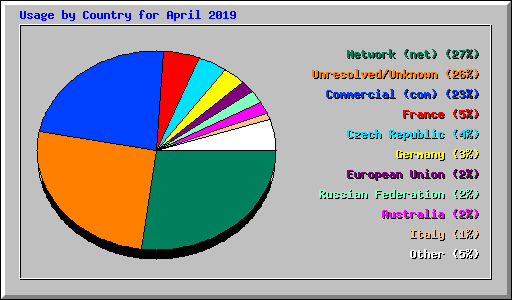 Usage by Country for April 2019
Network (net) (27%)
Unresolved/Unknown (26%)
Commercial (com) (23%)
France (5%)
Czech Republic (4%)
Germany (3%)
European Union (2%)
Russian Federation (2%)
Australia (2%)
Italy (1%)
Other (5%)